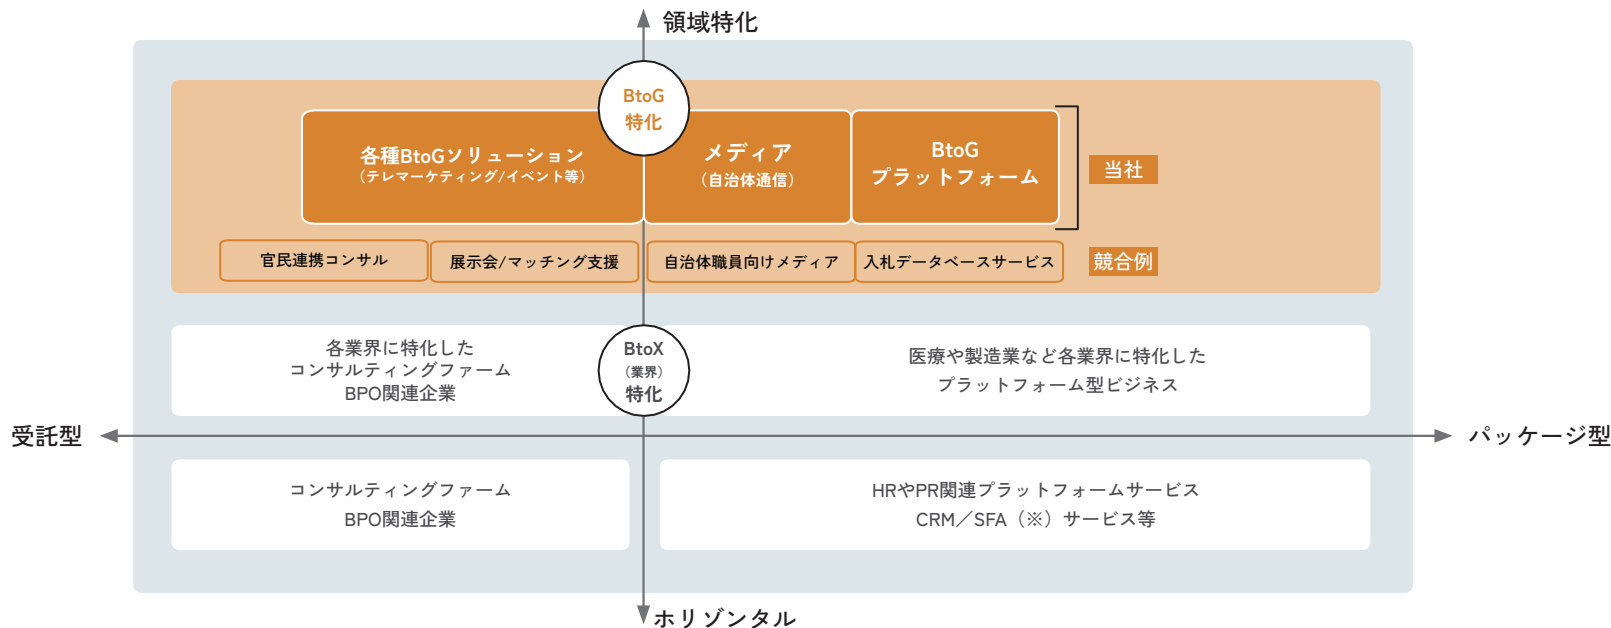 領域特化
BtoG
特化
各種BtoGソリューション
（テレマーケティング/イベント等）
メディア
（自治体通信）
BtoG
プラットフォーム
当社
官民連携コンサル
展示会/マッチング支援
自治体職員向けメディア
入札データベースサービス
競合例
各業界に特化した
コンサルティングファーム
BPO関連企業
BtoX
（業界）
特化
医療や製造業など各業界に特化した
プラットフォーム型ビジネス
受託型
パッケージ型
コンサルティングファーム
BPO関連企業
HRやPR関連プラットフォームサービス
CRM／SFA（※）サービス等
ホリゾンタル